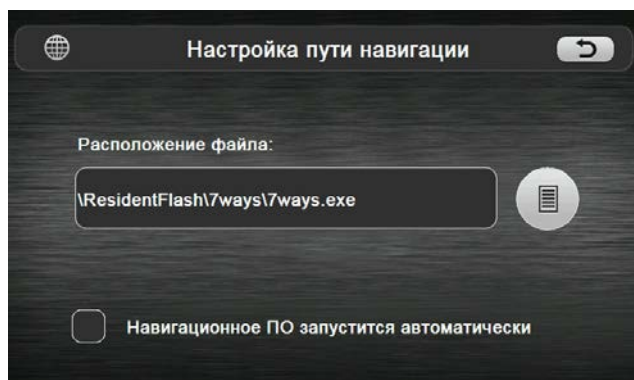 Настройка пути навигации
Расположение файла:
\ResidentFlash\7ways\7ways.exe
Навигационное ПО запустится автоматически